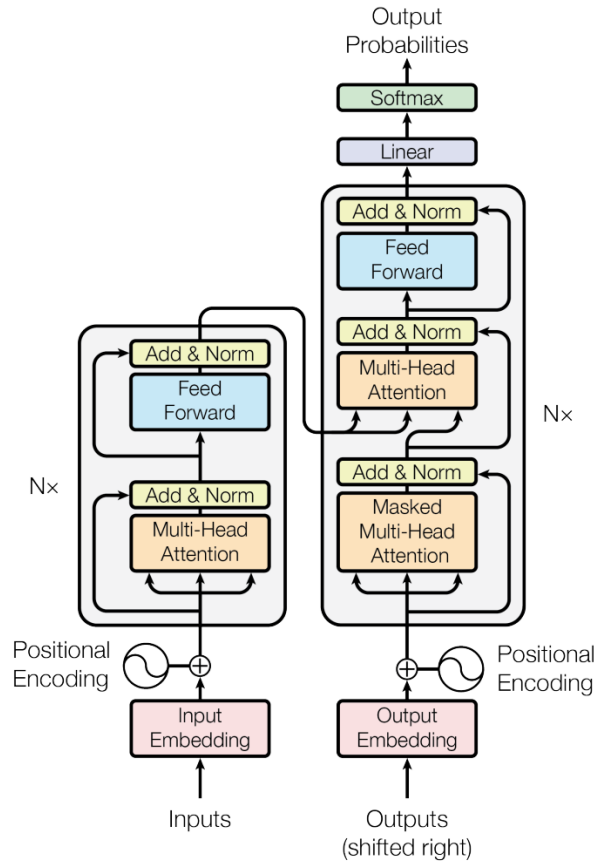 Output
Probabilities
Softmax
Linear
Add & Norm
Feed
Forward
Add & Norm
Multi-Head
Attention
Add & Norm
Masked
Multi-Head
Attention
N×
Add & Norm
Feed
Forward
N×
Add & Norm
Multi-Head
Attention
Positional
Encoding
Positional
Encoding
Input
Embedding
Output
Embedding
Inputs
Outputs
(shifted right)